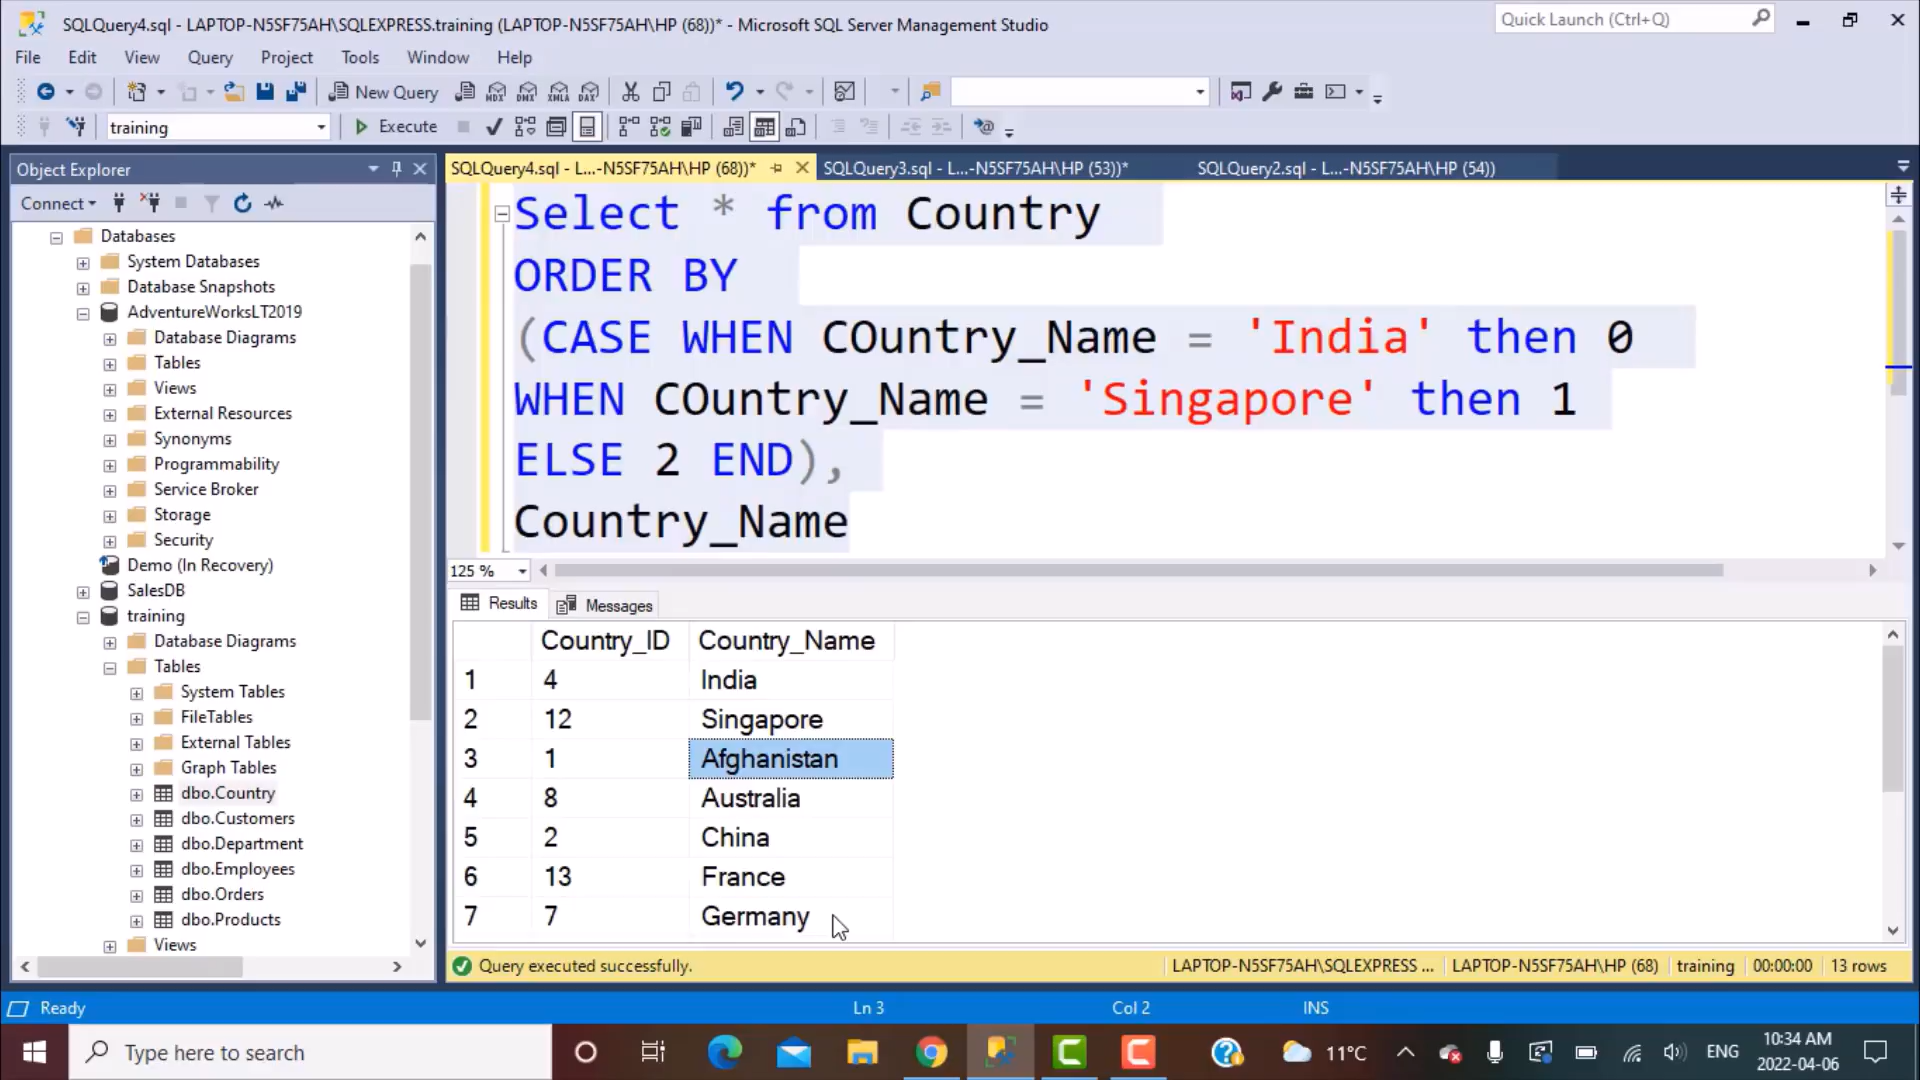 SQLQuery4.sql - LAPTOP-N5SF75AH\SQLEXPRESS.training (LAPTOP-N5SF75AH\HP (68))* - Microsoft SQL Server Management Studio
Quick Launch (Ctrl+Q)
File Edit View Query Project Tools Window Help
New Query MDX DMX XMLA DAX
training Execute
Object Explorer
SQLQuery4.sql - L...-N5SF75AH\HP (68))* SQLQuery3.sql - L...-N5SF75AH\HP (53))* SQLQuery2.sql - L...-N5SF75AH\HP (54))
Connect
Databases
System Databases
Database Snapshots
AdventureWorksLT2019
Database Diagrams
Tables
Views
External Resources
Synonyms
Programmability
Service Broker
Storage
Security
Demo (In Recovery)
SalesDB
training
Database Diagrams
Tables
System Tables
FileTables
External Tables
Graph Tables
dbo.Country
dbo.Customers
dbo.Department
dbo.Employees
dbo.Orders
dbo.Products
Views
Select * from Country
ORDER BY
(CASE WHEN COuntry_Name = 'India' then 0
WHEN COuntry_Name = 'Singapore' then 1
ELSE 2 END),
Country_Name
125 %
Results Messages
Country_ID Country_Name
1 4 India
2 12 Singapore
3 1 Afghanistan
4 8 Australia
5 2 China
6 13 France
7 7 Germany
Query executed successfully. LAPTOP-N5SF75AH\SQLEXPRESS ... LAPTOP-N5SF75AH\HP (68) training 00:00:00 13 rows
Ready Ln 3 Col 2 INS
Type here to search
11°C
ENG
10:34 AM
2022-04-06